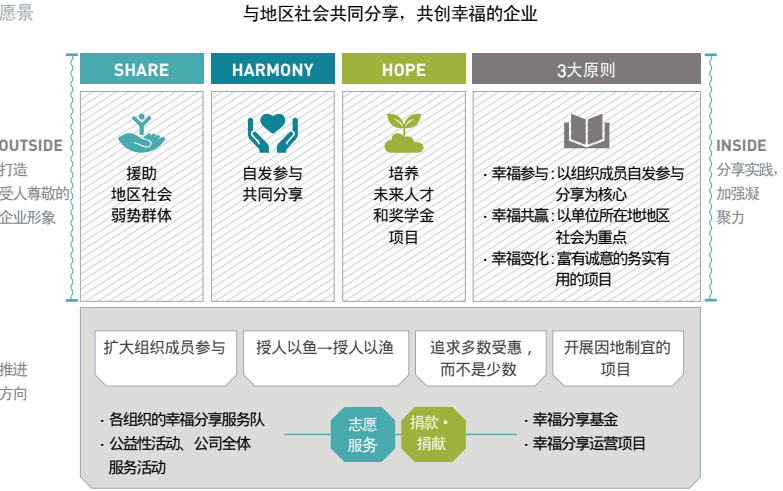 愿景
与地区社会共同分享，共创幸福的企业
SHARE
HARMONY
HOPE
3大原则
OUTSIDE
打造
受人尊敬的
企业形象
援助
地区社会
弱势群体
自发参与
共同分享
培养
未来人才
和奖学金
项目
· 幸福参与：以组织成员自发参与
分享为核心
· 幸福共赢：以单位所在地地区
社会为重点
· 幸福变化：富有诚意的务实有
用的项目
INSIDE
分享实践，
加强凝
聚力
推进
方向
扩大组织成员参与
授人以鱼→授人以渔
追求多数受惠，
而不是少数
开展因地制宜的
项目
· 各组织的幸福分享服务队
· 公益性活动、公司全体
服务活动
志愿
服务
捐款·
捐献
· 幸福分享基金
· 幸福分享运营项目